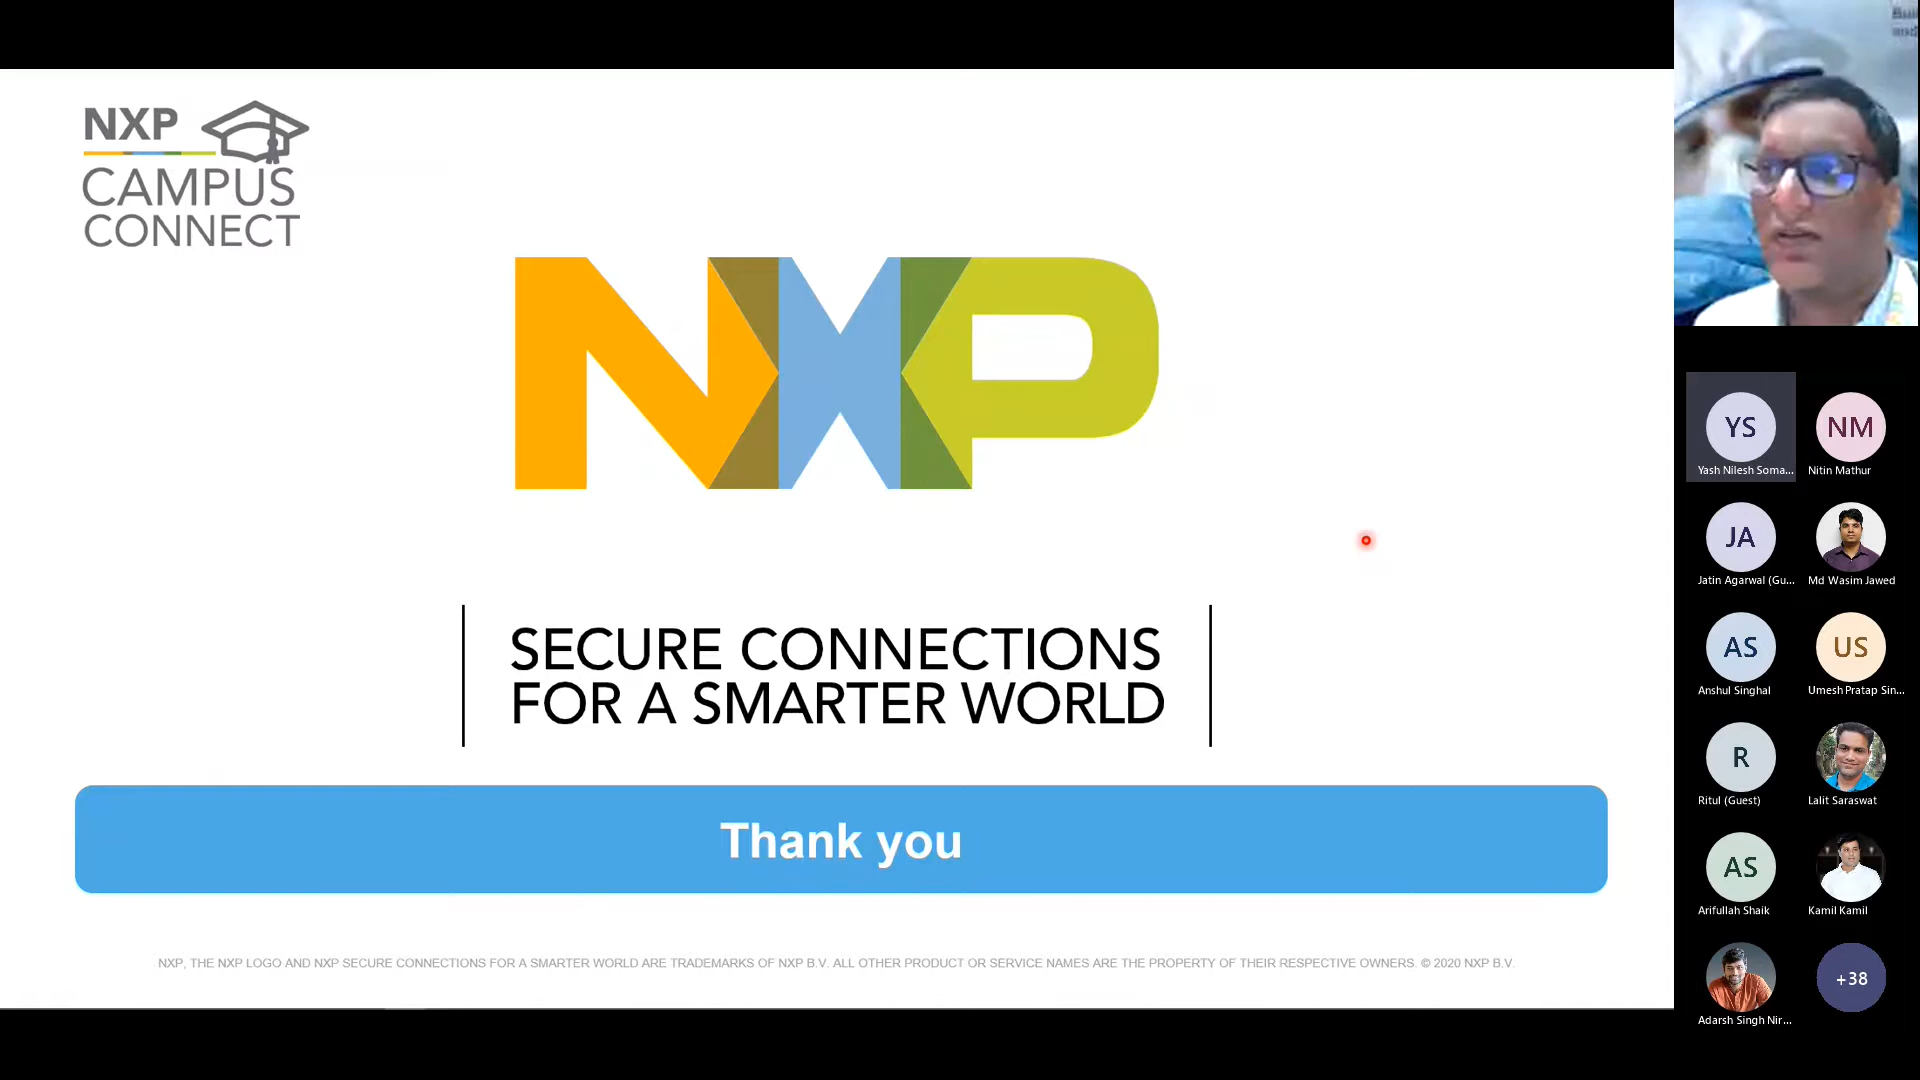 NXP
CAMPUS
CONNECT
NXP
SECURE CONNECTIONS
FOR A SMARTER WORLD
Thank you
NXP, THE NXP LOGO AND NXP SECURE CONNECTIONS FOR A SMARTER WORLD ARE TRADEMARKS OF NXP B.V. ALL OTHER PRODUCT OR SERVICE NAMES ARE THE PROPERTY OF THEIR RESPECTIVE OWNERS. © 2020 NXP B.V.
YS
Yash Nilesh Soma...
NM
Nitin Mathur
JA
Jatin Agarwal (Gu...
Md Wasim Jawed
AS
Anshul Singhal
US
Umesh Pratap Sin...
R
Ritul (Guest)
Lalit Saraswat
AS
Arifullah Shaik
Kamil Kamil
Adarsh Singh Nir...
+38